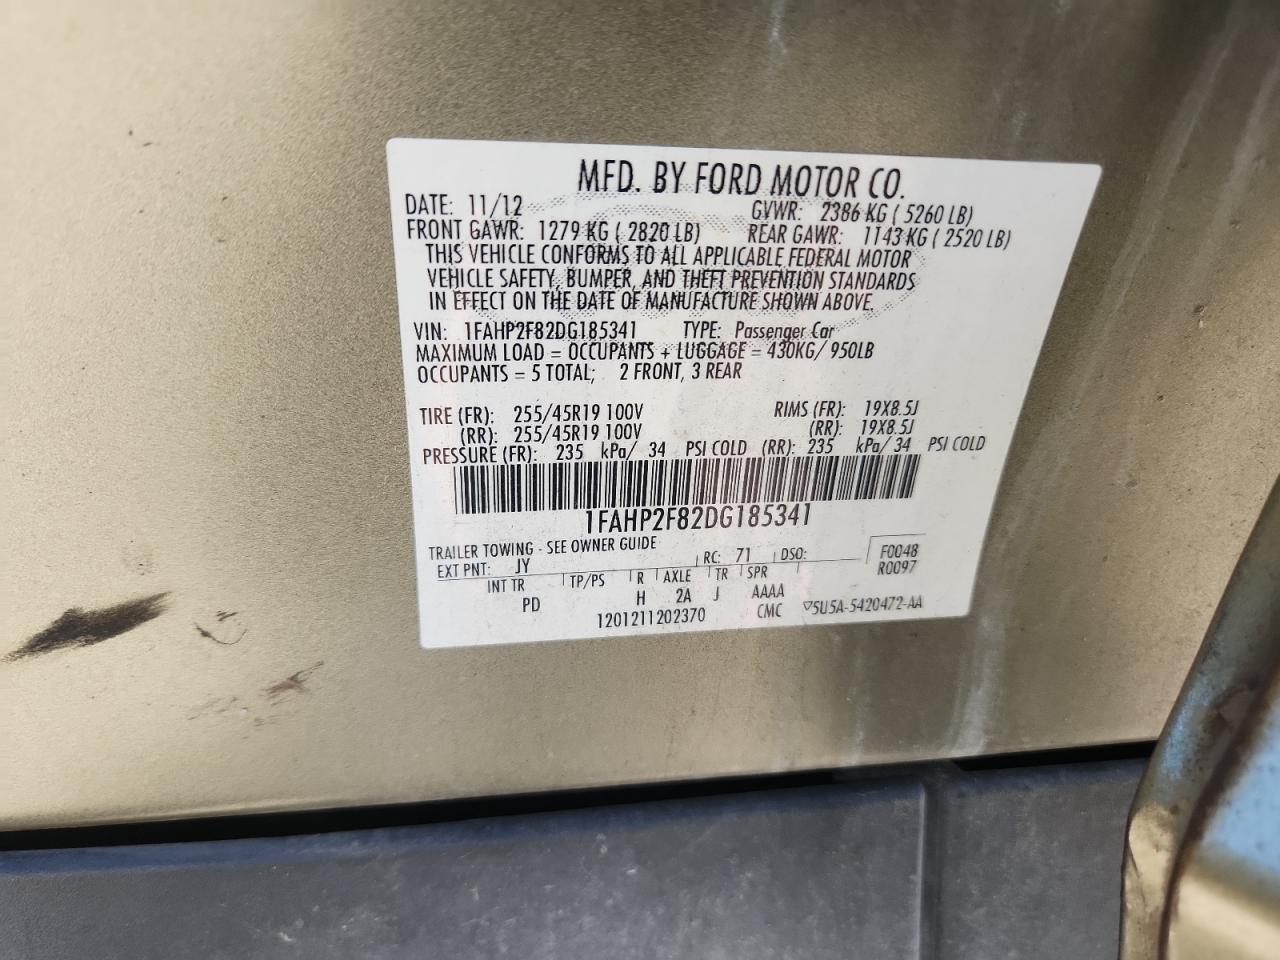 MFD. BY FORD MOTOR CO.
DATE: 11/12 GVWR: 2386 KG ( 5260 LB)
FRONT GAWR: 1279 KG ( 2820 LB) REAR GAWR: 1143 KG ( 2520 LB)
THIS VEHICLE CONFORMS TO ALL APPLICABLE FEDERAL MOTOR
VEHICLE SAFETY, BUMPER, AND THEFT PREVENTION STANDARDS
IN EFFECT ON THE DATE OF MANUFACTURE SHOWN ABOVE.
VIN: 1FAHP2F82DG185341 TYPE: Passenger Car
MAXIMUM LOAD = OCCUPANTS + LUGGAGE = 430KG/ 950LB
OCCUPANTS = 5 TOTAL; 2 FRONT, 3 REAR
TIRE (FR): 255/45R19 100V RIMS (FR): 19X8.5J
(RR): 255/45R19 100V (RR): 19X8.5J
PRESSURE (FR): 235 kPa/ 34 PSI COLD (RR): 235 kPa/ 34 PSI COLD
1FAHP2F82DG185341
TRAILER TOWING - SEE OWNER GUIDE
EXT PNT: JY RC: 71 DSO: F0048
R0097
INT TR TP/PS R AXLE TR SPR
PD H 2A J AAAA
1201211202370 CMC ▽5U5A-5420472-AA